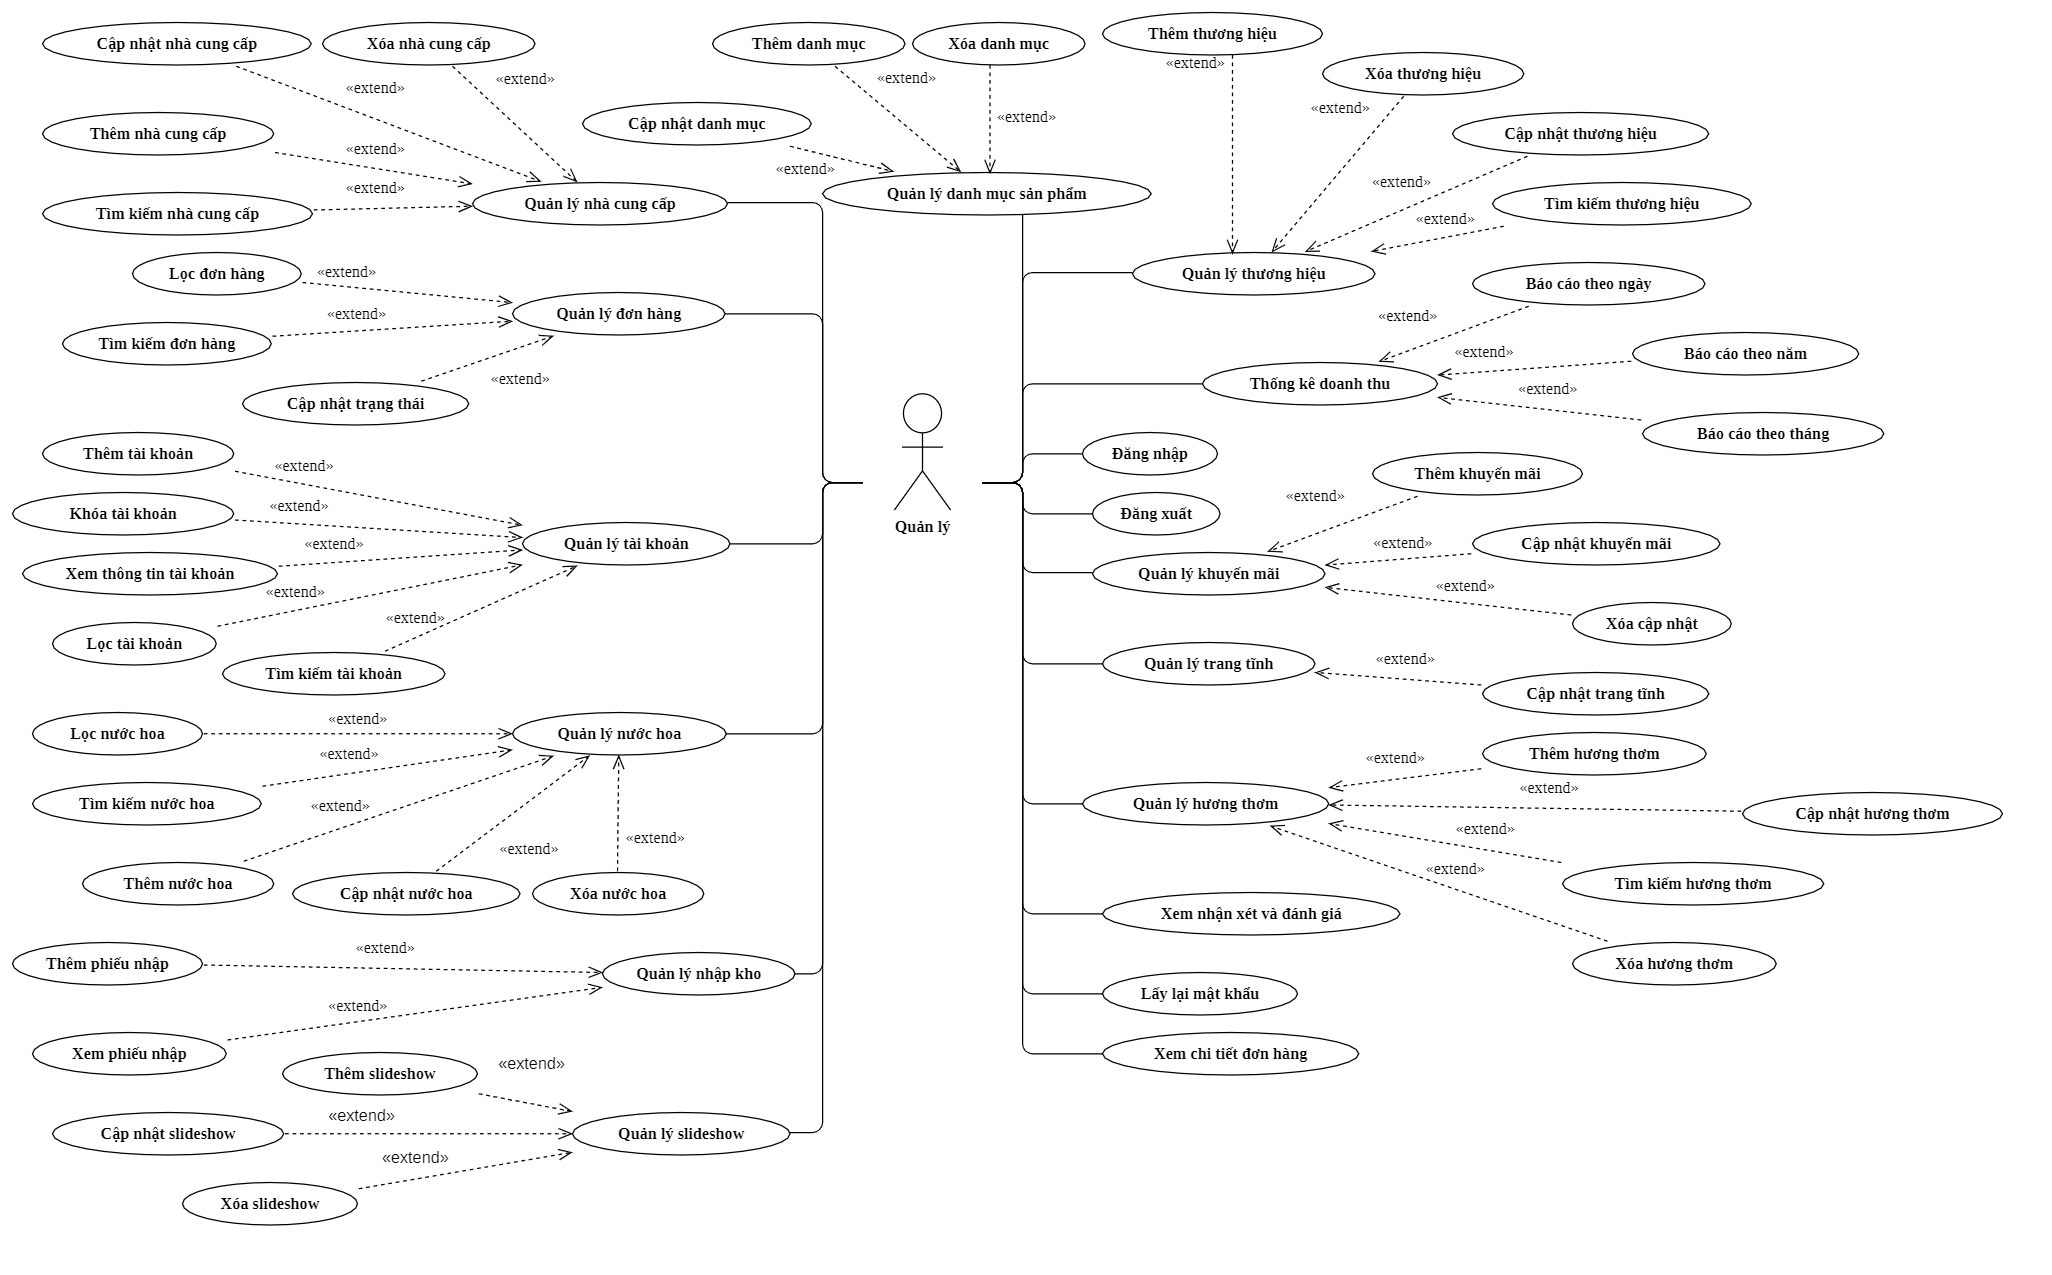 Cập nhật nhà cung cấp
Xóa nhà cung cấp
Thêm danh mục
Xóa danh mục
Thêm thương hiệu
«extend»
«extend»
«extend»
«extend»
Xóa thương hiệu
«extend»
«extend»
Cập nhật danh mục
Thêm nhà cung cấp
«extend»
«extend»
Cập nhật thương hiệu
«extend»
«extend»
Tìm kiếm nhà cung cấp
Quản lý nhà cung cấp
Quản lý danh mục sản phẩm
Tìm kiếm thương hiệu
«extend»
Lọc đơn hàng
«extend»
Quản lý thương hiệu
Báo cáo theo ngày
«extend»
Quản lý đơn hàng
«extend»
Tìm kiếm đơn hàng
«extend»
Báo cáo theo năm
«extend»
Thống kê doanh thu
«extend»
Cập nhật trạng thái
Báo cáo theo tháng
Thêm tài khoản
«extend»
Đăng nhập
Thêm khuyến mãi
«extend»
Khóa tài khoản
«extend»
Đăng xuất
Quản lý
«extend»
Quản lý tài khoản
«extend»
Cập nhật khuyến mãi
Xem thông tin tài khoản
«extend»
Quản lý khuyến mãi
«extend»
«extend»
Xóa cập nhật
Lọc tài khoản
Tìm kiếm tài khoản
Quản lý trang tĩnh
«extend»
Cập nhật trang tĩnh
Lọc nước hoa
«extend»
Quản lý nước hoa
«extend»
«extend»
Thêm hương thơm
Tìm kiếm nước hoa
«extend»
Quản lý hương thơm
«extend»
Cập nhật hương thơm
«extend»
«extend»
«extend»
«extend»
Thêm nước hoa
Cập nhật nước hoa
Xóa nước hoa
Tìm kiếm hương thơm
Xem nhận xét và đánh giá
Thêm phiếu nhập
«extend»
Quản lý nhập kho
Xóa hương thơm
«extend»
Lấy lại mật khẩu
Xem phiếu nhập
Xem chi tiết đơn hàng
Thêm slideshow
«extend»
Cập nhật slideshow
«extend»
Quản lý slideshow
«extend»
Xóa slideshow